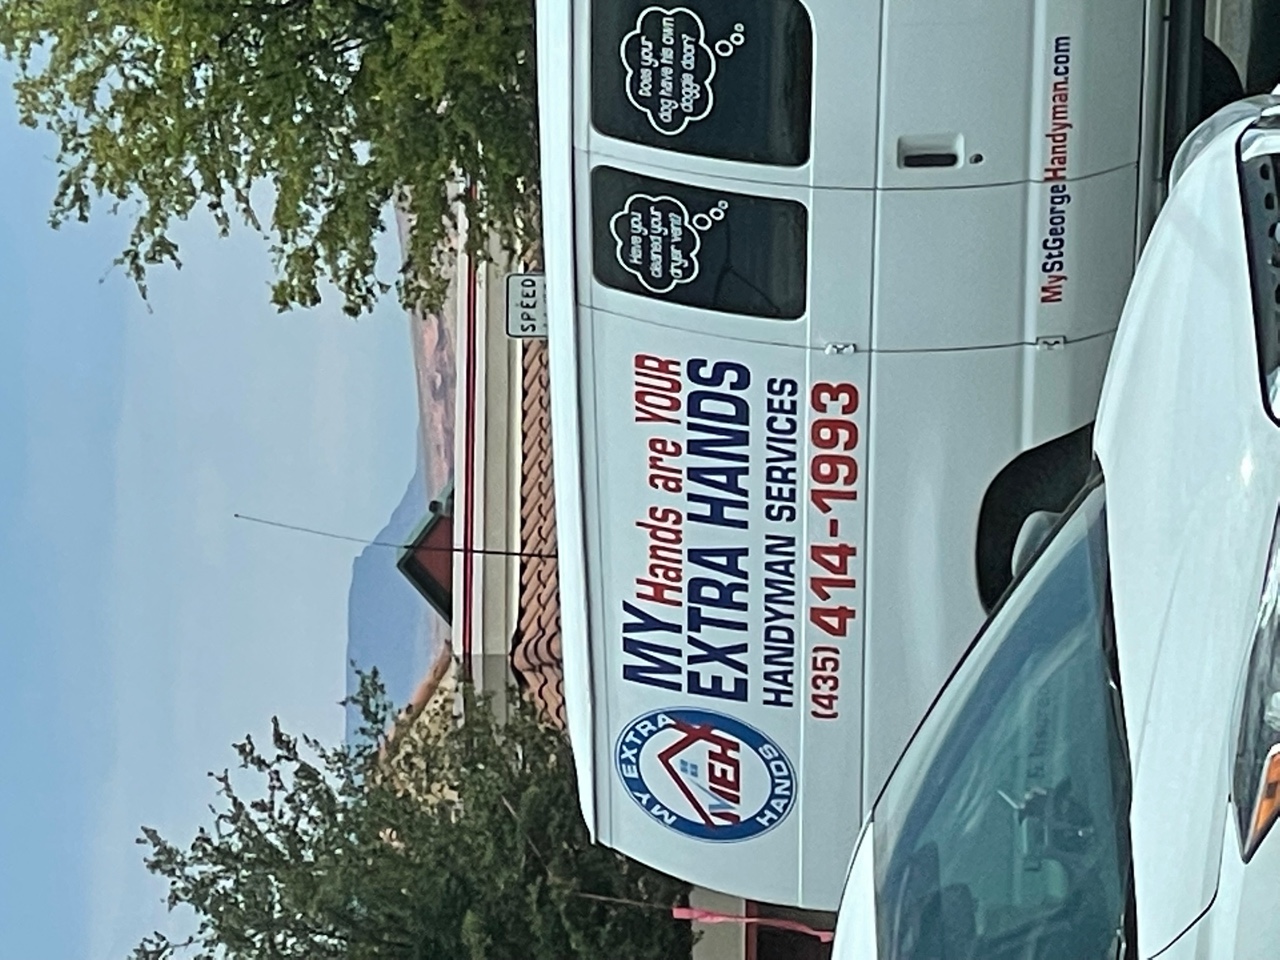 MY EXTRA
MEH
HANDS
MY Hands are YOUR
EXTRA HANDS
HANDYMAN SERVICES
(435) 414-1993
Have you
cleaned your
dryer vent?
Does your
dog have his own
doggie door?
MyStGeorgeHandyman.com
SPEED